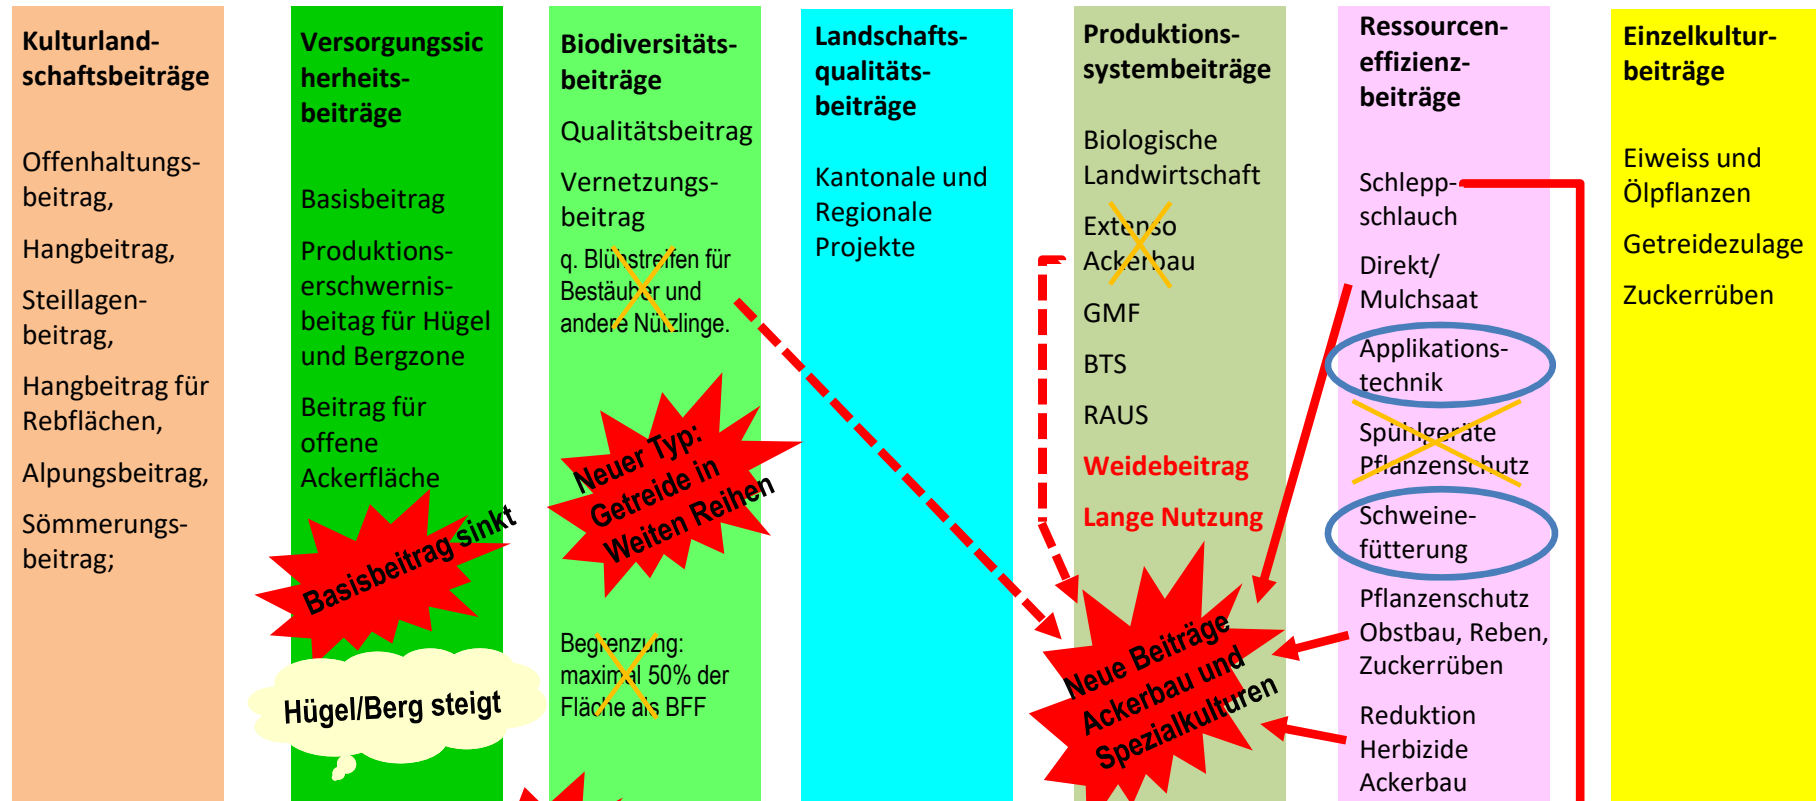 Kulturland-
schaftsbeiträge
Offenhaltungs-
beitrag,
Hangbeitrag,
Steillagen-
beitrag,
Hangbeitrag für
Rebflächen,
Alpungsbeitrag,
Sömmerungs-
beitrag;
Versorgungssic
herheits-
beiträge
Basisbeitrag
Produktions-
erschwernis-
beitag für Hügel
und Bergzone
Beitrag für
offene
Ackerfläche
Basisbeitrag sinkt
Hügel/Berg steigt
Biodiversitäts-
beiträge
Qualitätsbeitrag
Vernetzungs-
beitrag
q. Blühstreifen für
Bestäuber und
andere Nützlinge.
Neuer Typ:
Getreide in
Weiten Reihen
Begrenzung:
maximal 50% der
Fläche als BFF
Landschafts-
qualitäts-
beiträge
Kantonale und
Regionale
Projekte
Produktions-
systembeiträge
Biologische
Landwirtschaft
Extenso
Ackerbau
GMF
BTS
RAUS
Weidebeitrag
Lange Nutzung
Neue Beiträge
Ackerbau und
Spezialkulturen
Ressourcen-
effizienz-
beiträge
Schlepp-
schlauch
Direkt/
Mulchsaat
Applikations-
technik
Spühlgeräte
Pflanzenschutz
Schweine-
fütterung
Pflanzenschutz
Obstbau, Reben,
Zuckerrüben
Reduktion
Herbizide
Ackerbau
Einzelkultur-
beiträge
Eiweiss und
Ölpflanzen
Getreidezulage
Zuckerrüben